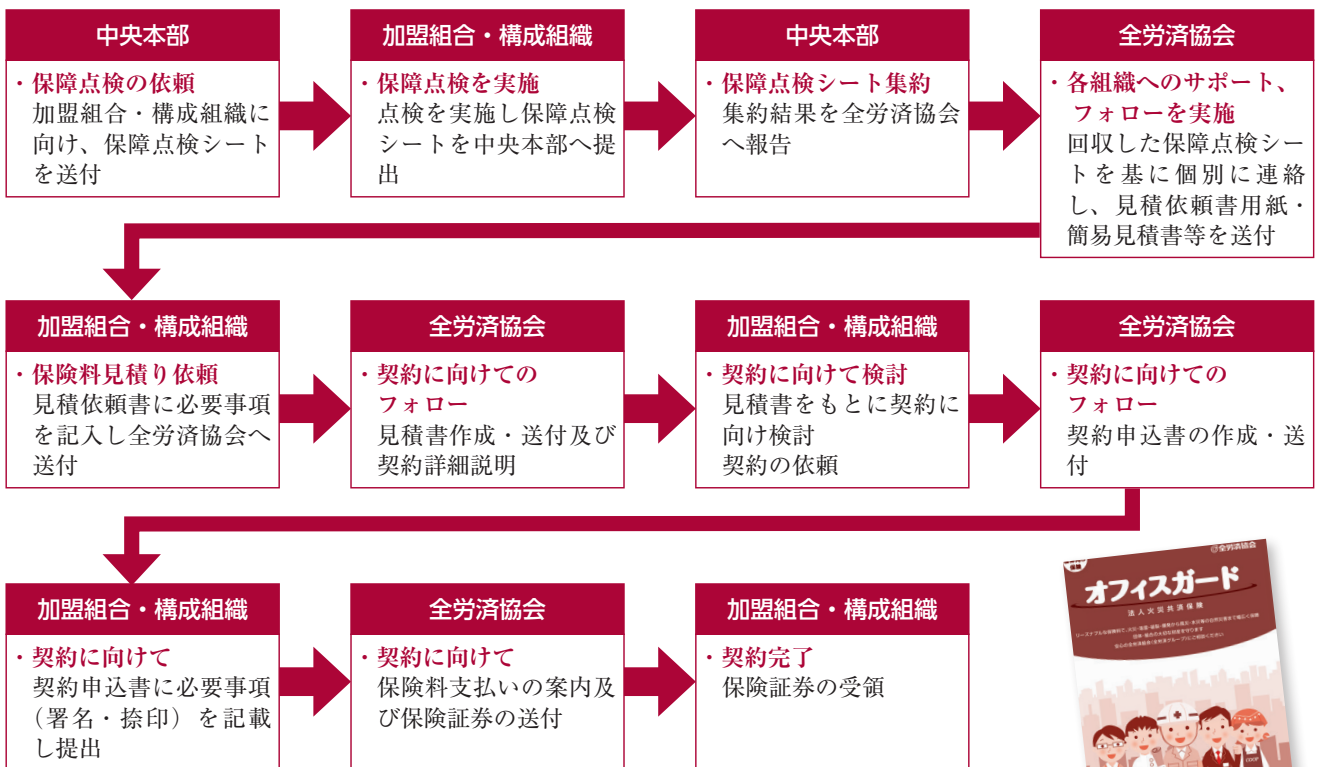 中央本部
・保障点検の依頼
加盟組合・構成組織に
向け、保障点検シート
を送付
加盟組合・構成組織
・保障点検を実施
点検を実施し保障点検
シートを中央本部へ提
出
中央本部
・保障点検シート集約
集約結果を全労済協会
へ報告
全労済協会
・各組織へのサポート、
フォローを実施
回収した保障点検シー
トを基に個別に連絡
し、見積依頼書用紙・
簡易見積書等を送付
加盟組合・構成組織
・保険料見積り依頼
見積依頼書に必要事項
を記入し全労済協会へ
送付
全労済協会
・契約に向けての
フォロー
見積書作成・送付及び
契約詳細説明
加盟組合・構成組織
・契約に向けて検討
見積書をもとに契約に
向け検討
契約の依頼
全労済協会
・契約に向けての
フォロー
契約申込書の作成・送
付
加盟組合・構成組織
・契約に向けて
契約申込書に必要事項
（署名・捺印）を記載
し提出
全労済協会
・契約に向けて
保険料支払いの案内及
び保険証券の送付
加盟組合・構成組織
・契約完了
保険証券の受領
全労済協会
オフィスガード
法人火災共済保険